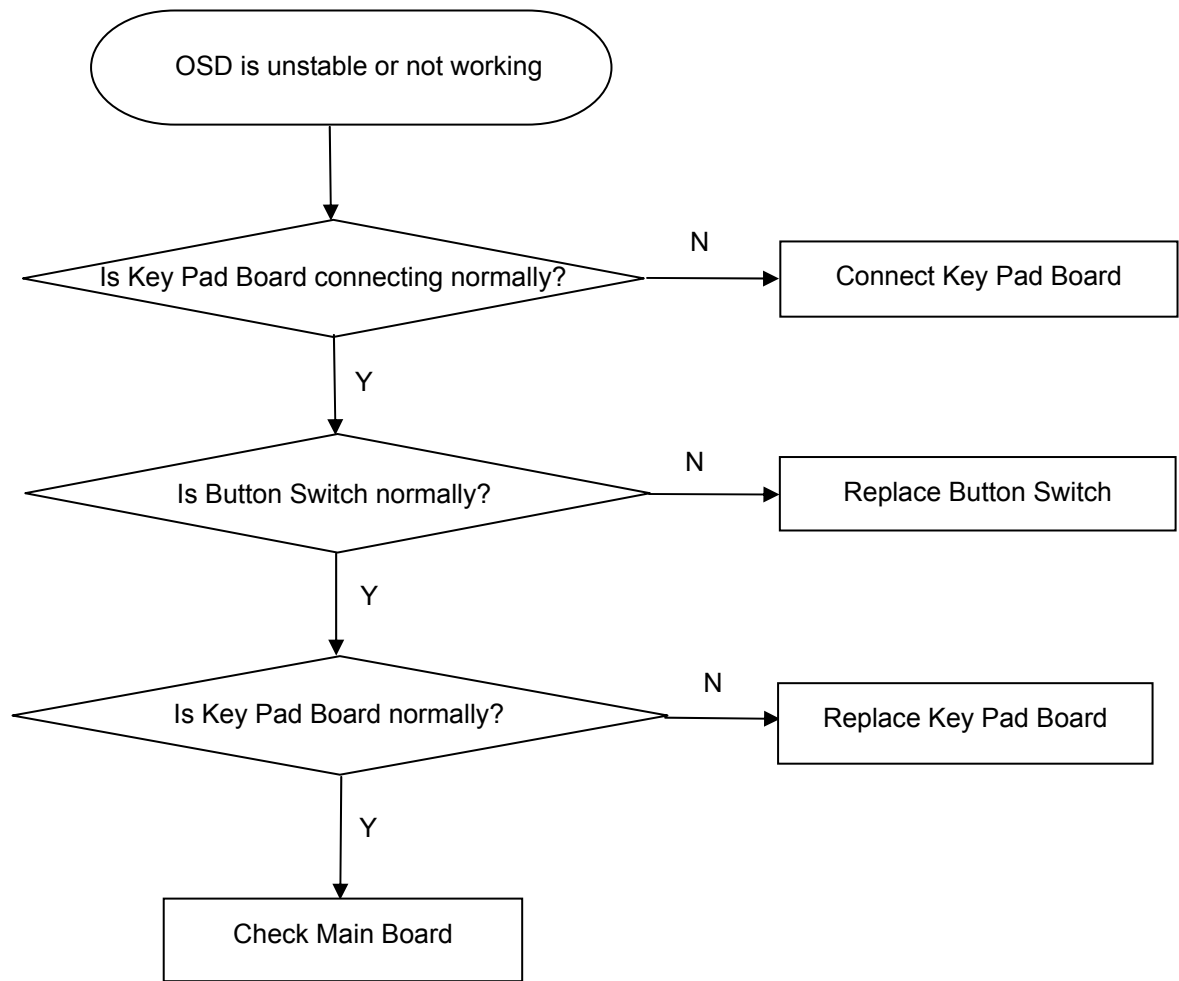 OSD is unstable or not working
Is Key Pad Board connecting normally?
N
Connect Key Pad Board
Y
Is Button Switch normally?
N
Replace Button Switch
Y
Is Key Pad Board normally?
N
Replace Key Pad Board
Y
Check Main Board